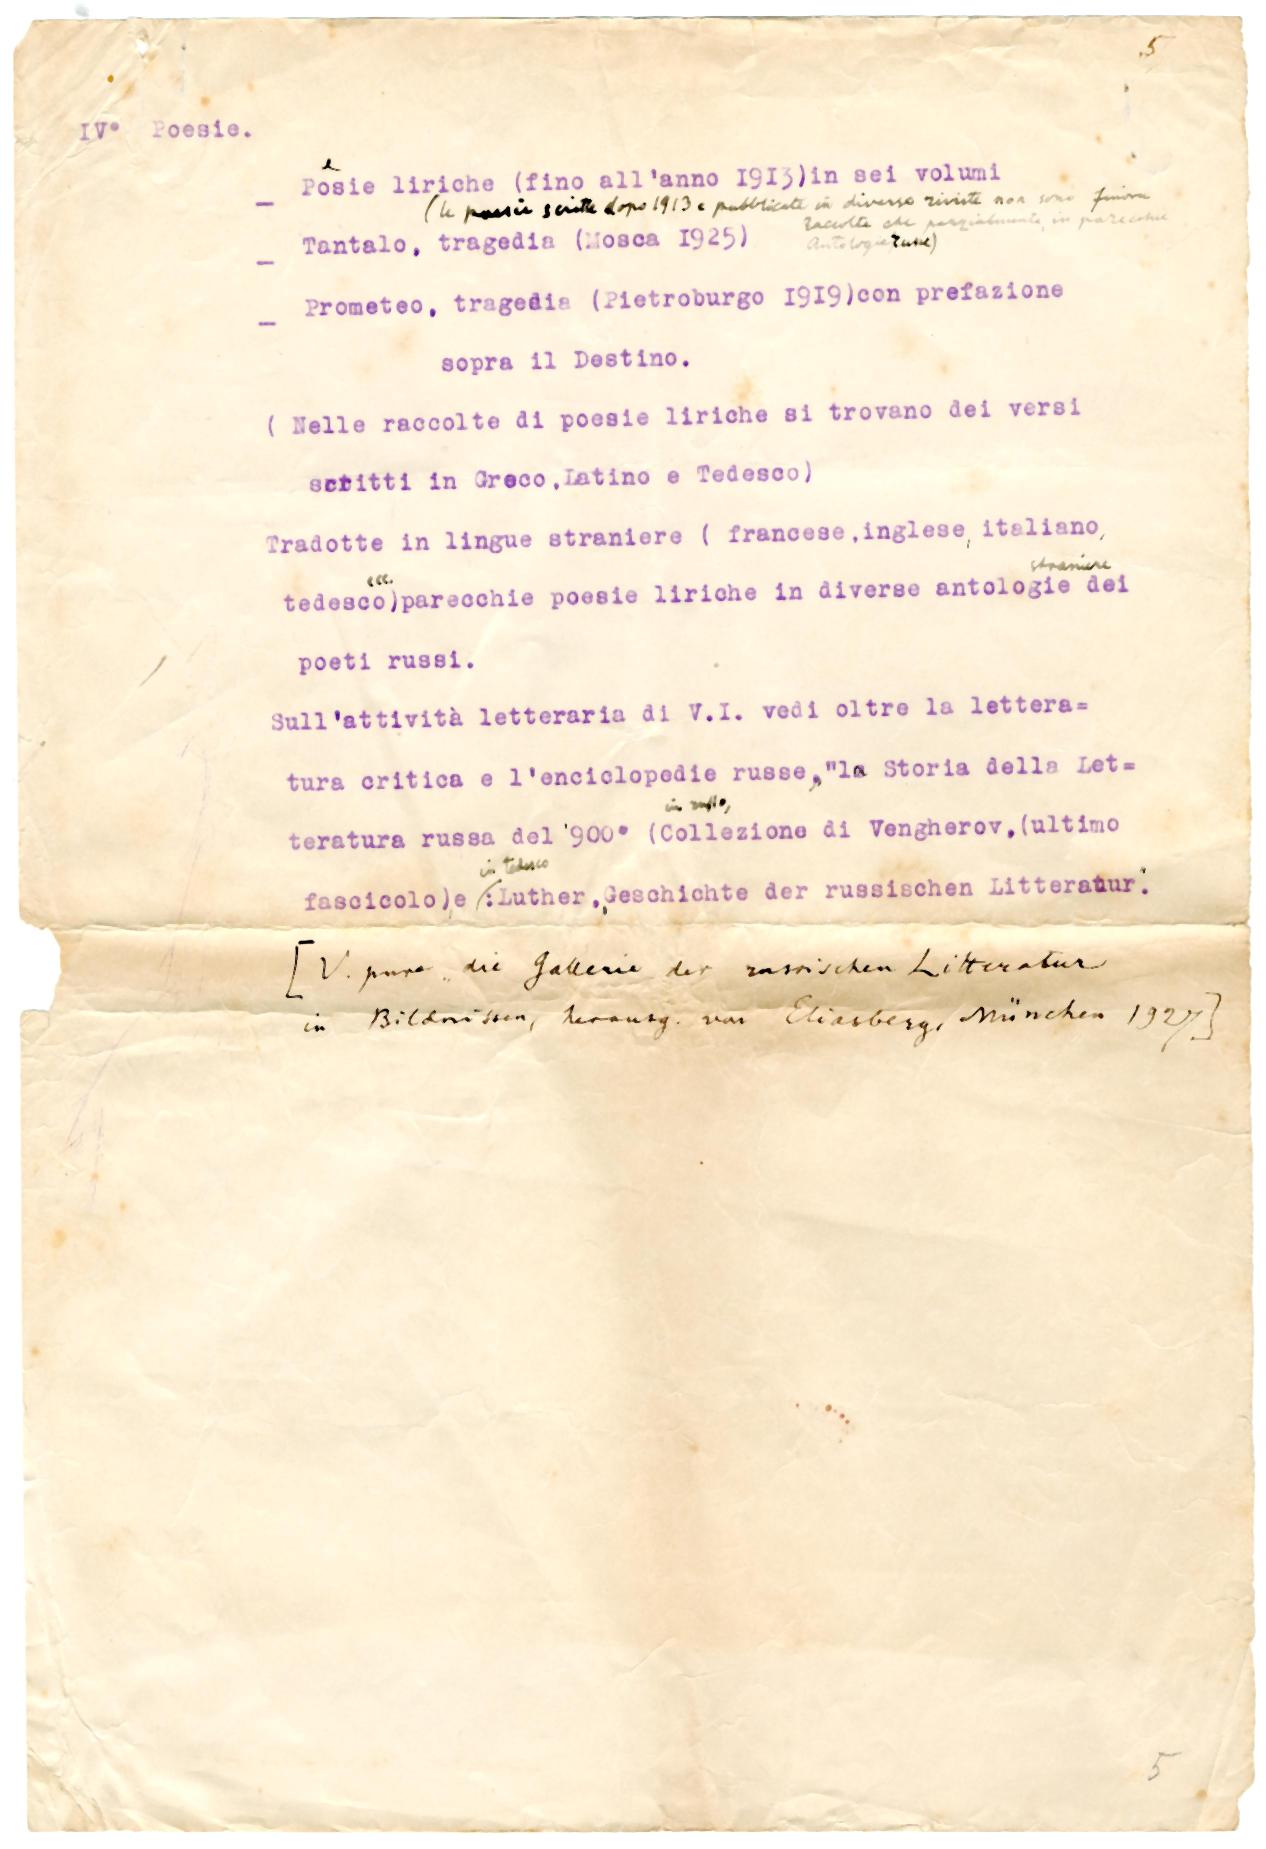 5
IV° Poesie.
_ Poesie liriche (fino all'anno 1913)in sei volumi
(le poesie scritte dopo 1913 e pubblicate in diverse riviste non sono finora
raccolte che parzialmente, in parecchie
Antologie russe)
_ Tantalo, tragedia (Mosca 1925)
_ Prometeo, tragedia (Pietroburgo 1919)con prefazione
sopra il Destino.
( Nelle raccolte di poesie liriche si trovano dei versi
scritti in Greco,Latino e Tedesco)
Tradotte in lingue straniere ( francese,inglese, italiano,
ecc. straniere
tedesco)parecchie poesie liriche in diverse antologie dei
poeti russi.
Sull'attività letteraria di V.I. vedi oltre la lettera=
tura critica e l'enciclopedie russe, "la Storia della Let=
in russo,
teratura russa del '900° (Collezione di Vengherov,(ultimo
in tedesco
fascicolo)e (:Luther, Geschichte der russischen Litteratur.
[V. pure „die Gallerie der russischen Litteratur
in Bildnissen, herausg. von Eliasberg, München 1927]
5